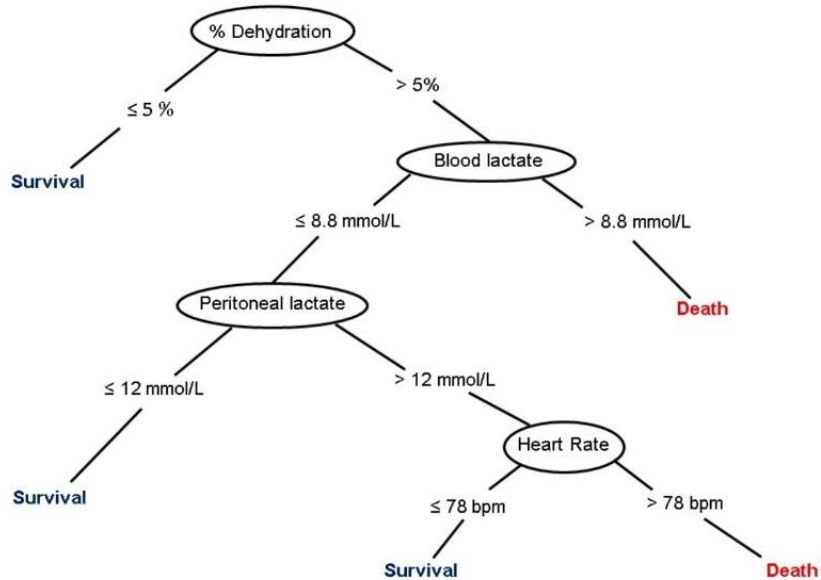 % Dehydration
≤ 5 %
> 5%
Survival
Blood lactate
≤ 8.8 mmol/L
> 8.8 mmol/L
Peritoneal lactate
Death
≤ 12 mmol/L
> 12 mmol/L
Heart Rate
Survival
≤ 78 bpm
> 78 bpm
Survival
Death